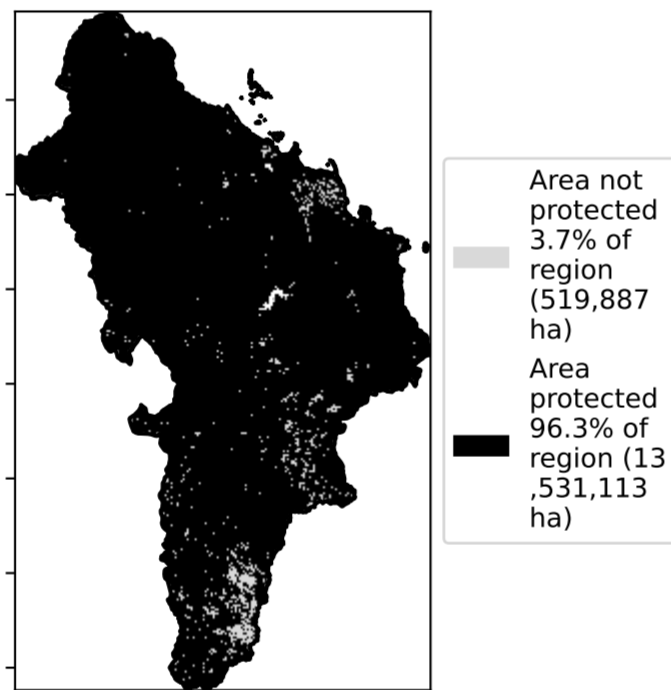 Area not
protected
3.7% of
region
(519,887
ha)
Area
protected
96.3% of
region (13
,531,113
ha)